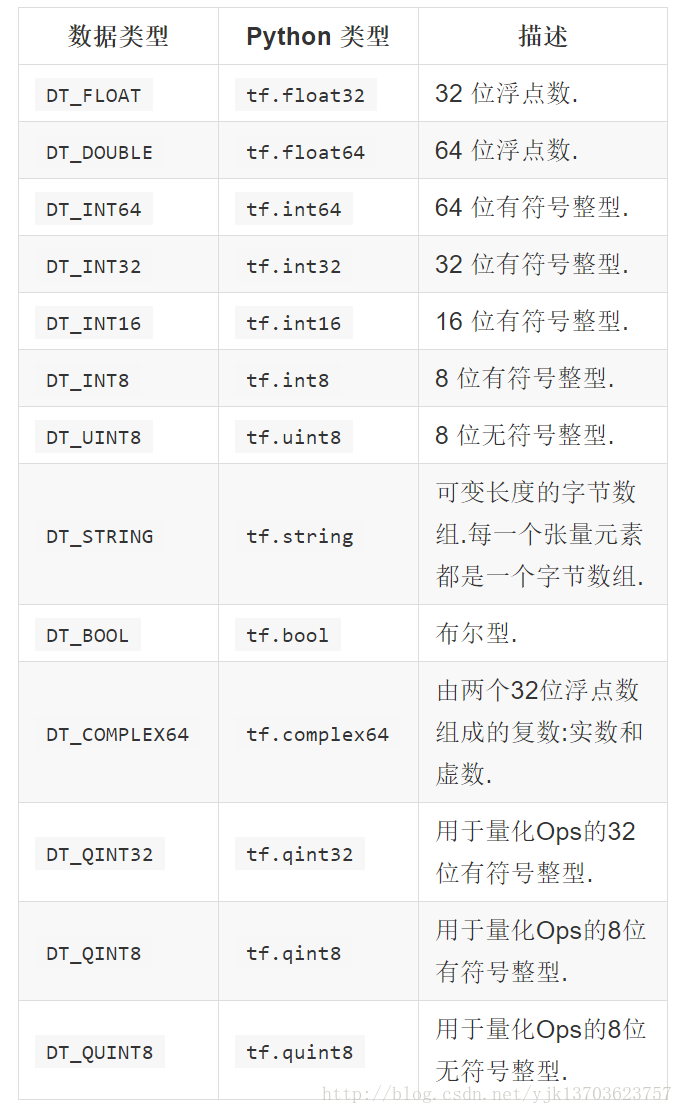 数据类型 Python 类型 描述
DT_FLOAT tf.float32 32 位浮点数.
DT_DOUBLE tf.float64 64 位浮点数.
DT_INT64 tf.int64 64 位有符号整型.
DT_INT32 tf.int32 32 位有符号整型.
DT_INT16 tf.int16 16 位有符号整型.
DT_INT8 tf.int8 8 位有符号整型.
DT_UINT8 tf.uint8 8 位无符号整型.
可变长度的字节数
DT_STRING tf.string 组.每一个张量元素
都是一个字节数组.
DT_BOOL tf.bool 布尔型.
由两个32位浮点数
DT_COMPLEX64 tf.complex64 组成的复数:实数和
虚数.
DT_QINT32 tf.qint32 用于量化Ops的32
位有符号整型.
DT_QINT8 tf.qint8 用于量化Ops的8位
有符号整型.
DT_QUINT8 tf.quint8 用于量化Ops的8位
无符号整型.
http://blog.csdn.net/yjk13703623757